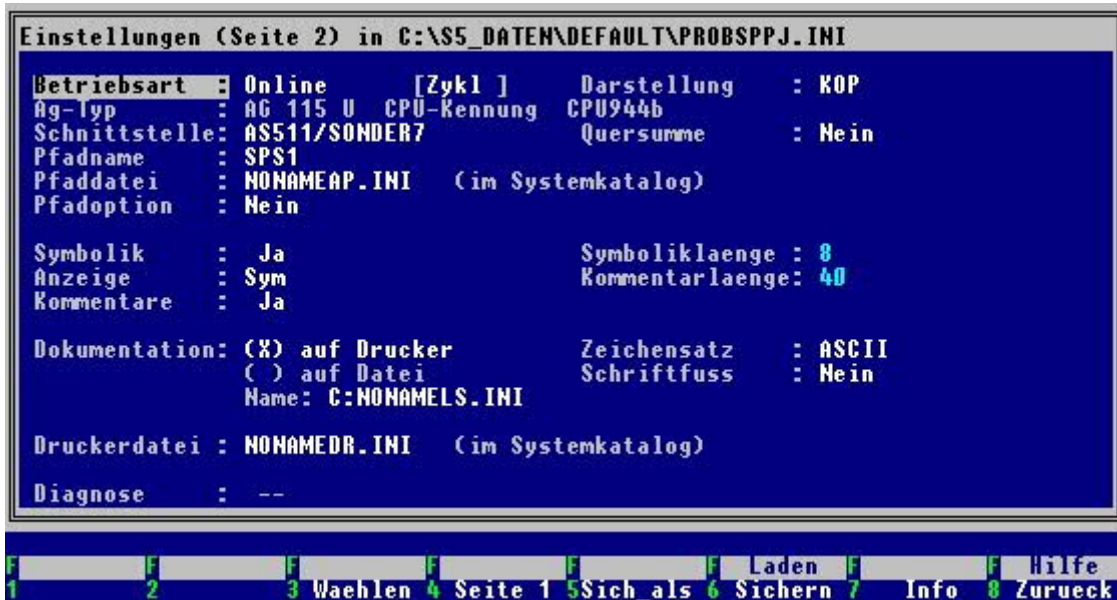 Einstellungen (Seite 2) in C:\S5_DATEN\DEFAULT\PROBSPPJ.INI
Betriebsart : Online [Zykl ] Darstellung : KOP
Ag-Typ : AG 115 U CPU-Kennung CPU944b
Schnittstelle: AS511/SONDER7 Quersumme : Nein
Pfadname : SPS1
Pfaddatei : NONAMEAP.INI (im Systemkatalog)
Pfadoption : Nein
Symbolik : Ja Symboliklaenge : 8
Anzeige : Sym Kommentarlaenge: 40
Kommentare : Ja
Dokumentation: (X) auf Drucker Zeichensatz : ASCII
( ) auf Datei Schriftfuss : Nein
Name: C:NONAMELS.INI
Druckerdatei : NONAMEDR.INI (im Systemkatalog)
Diagnose : --
F F F F F F Laden F F Hilfe
1 2 3 Waehlen 4 Seite 1 5Sich als 6 Sichern 7 Info 8 Zurueck